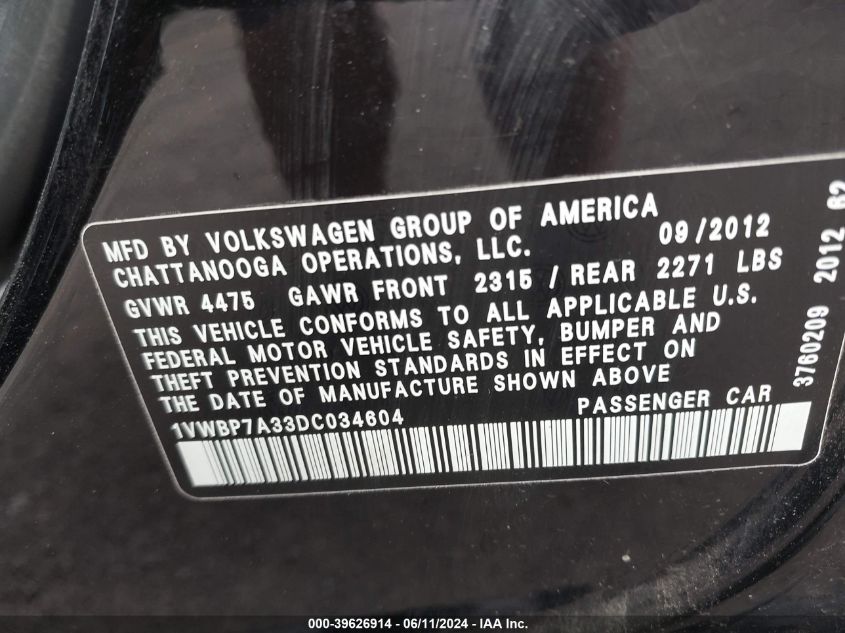 MFD BY VOLKSWAGEN GROUP OF AMERICA 09/2012
CHATTANOOGA OPERATIONS, LLC.
GVWR 4475 GAWR FRONT 2315 / REAR 2271 LBS
THIS VEHICLE CONFORMS TO ALL APPLICABLE U.S.
FEDERAL MOTOR VEHICLE SAFETY, BUMPER AND
THEFT PREVENTION STANDARDS IN EFFECT ON
THE DATE OF MANUFACTURE SHOWN ABOVE
1VWBP7A33DC034604 PASSENGER CAR
3760209 2012 62
000-39626914 - 06/11/2024 - IAA Inc.